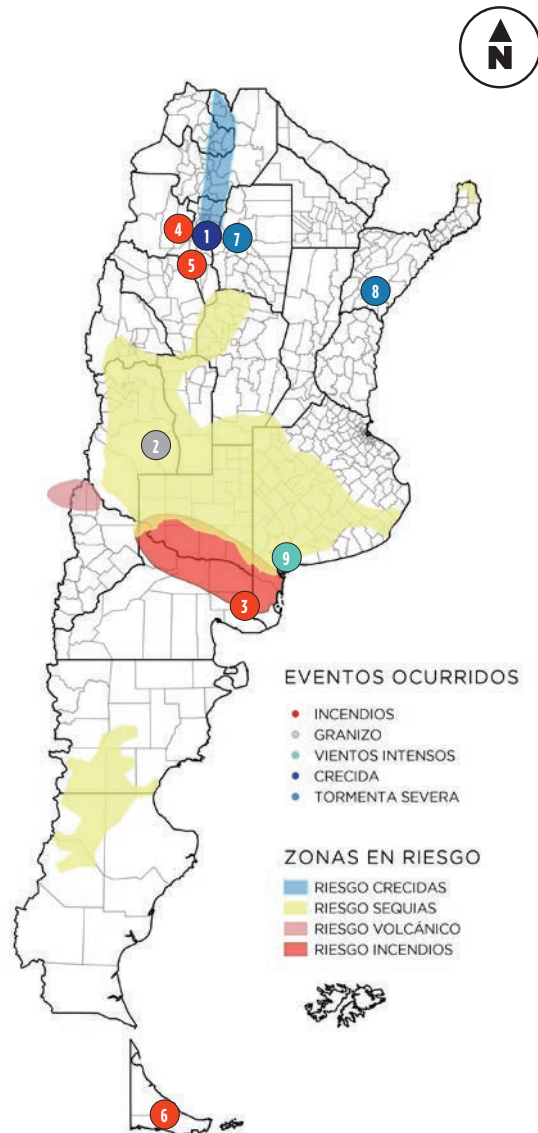 N
4
1
7
5
8
2
9
3
EVENTOS OCURRIDOS
INCENDIOS
GRANIZO
VIENTOS INTENSOS
CRECIDA
TORMENTA SEVERA
ZONAS EN RIESGO
RIESGO CRECIDAS
RIESGO SEQUIAS
RIESGO VOLCÁNICO
RIESGO INCENDIOS
6